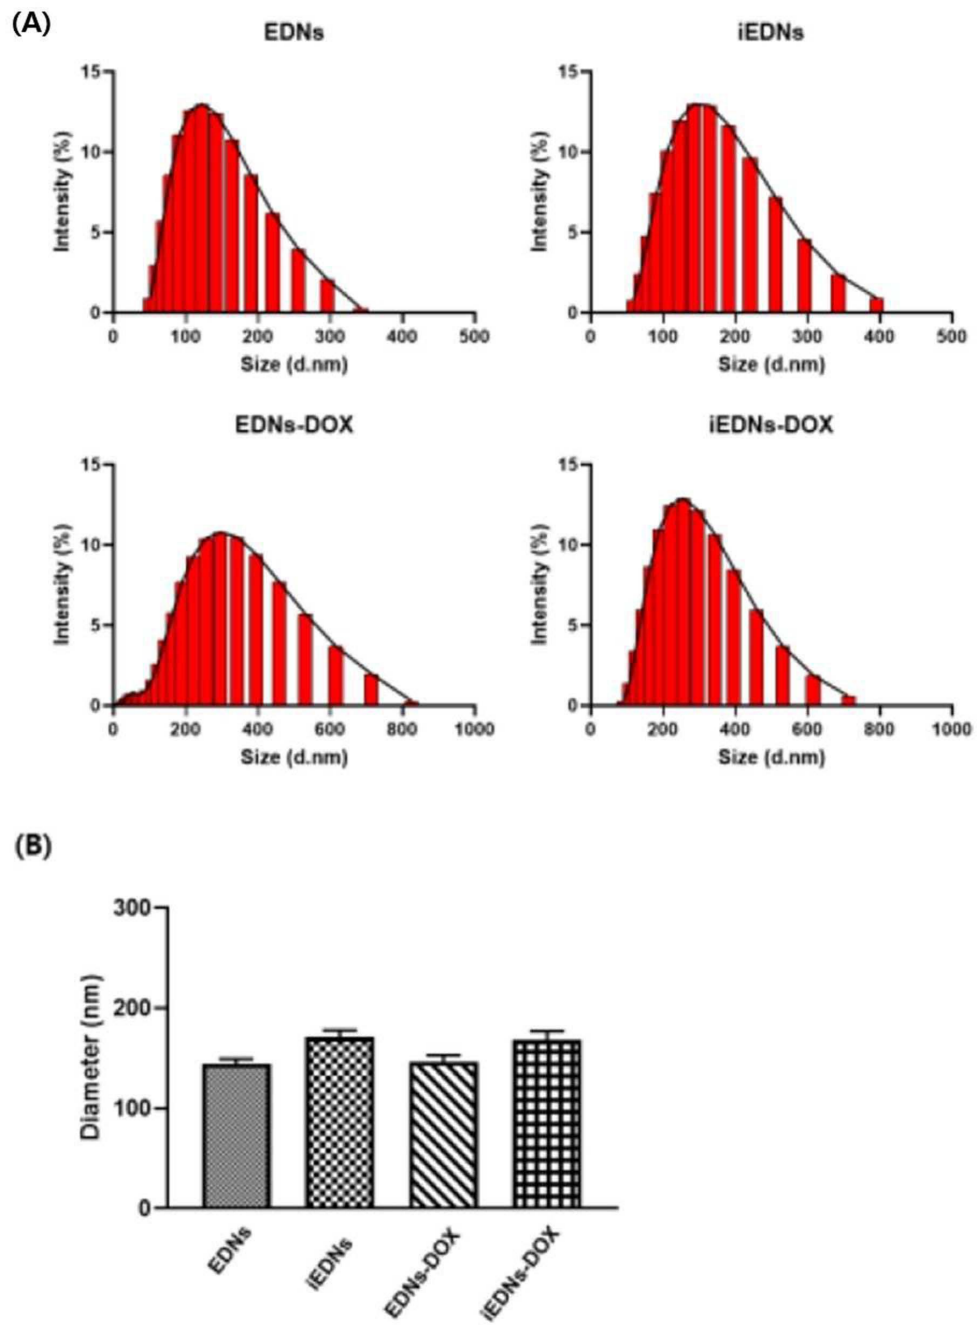 (A)
EDNs
iEDNs
15
10
5
0
Intensity (%)
0 100 200 300 400 500
Size (d.nm)
15
10
5
0
Intensity (%)
0 100 200 300 400 500
Size (d.nm)
EDNs-DOX
iEDNs-DOX
15
10
5
0
Intensity (%)
0 200 400 600 800 1000
Size (d.nm)
15
10
5
0
Intensity (%)
0 200 400 600 800 1000
Size (d.nm)
(B)
300
200
100
0
Diameter (nm)
EDNs
iEDNs
EDNs-DOX
iEDNs-DOX